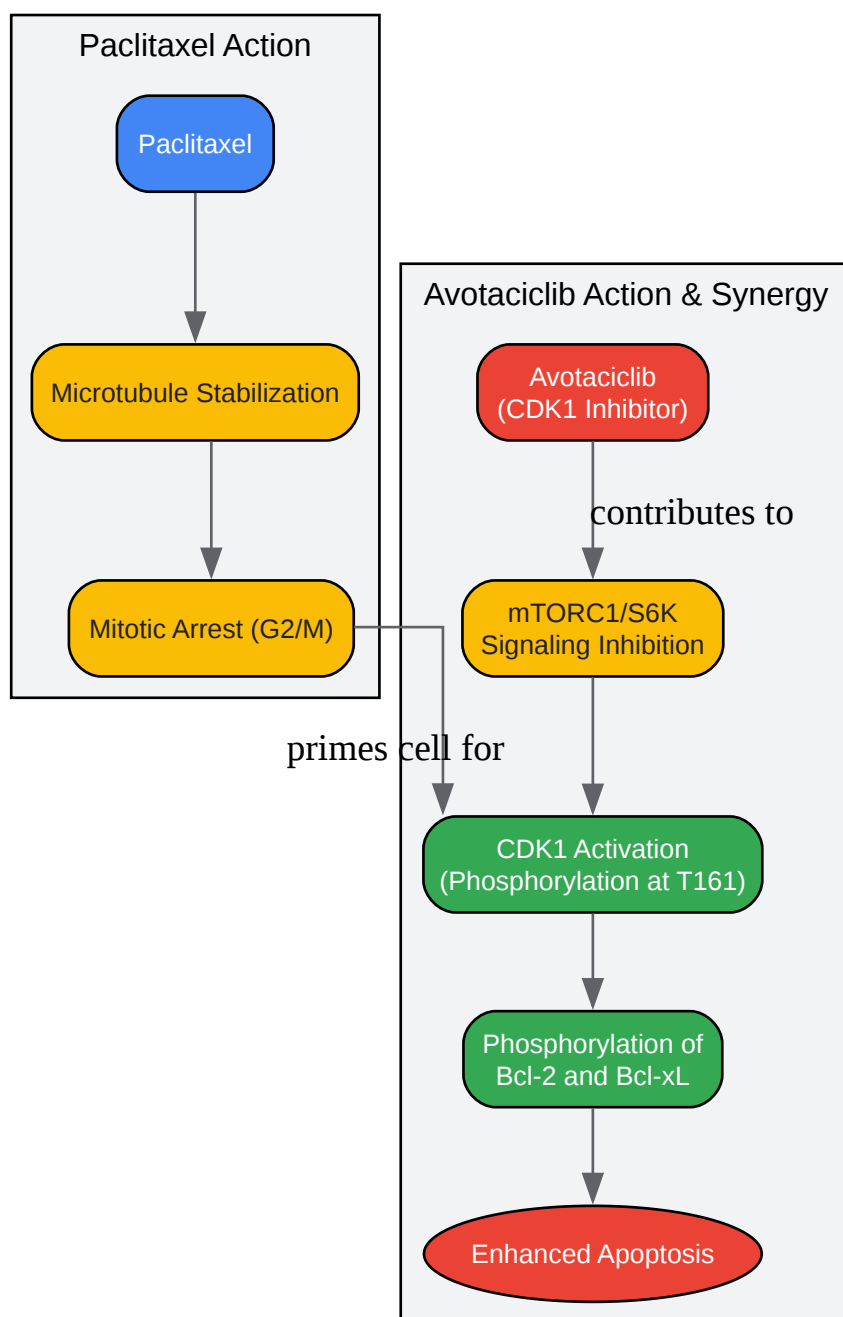 Paclitaxel Action
Paclitaxel
Microtubule Stabilization
Mitotic Arrest (G2/M)
primes cell for
Avotaciclib Action & Synergy
Avotaciclib
(CDK1 Inhibitor)
contributes to
mTORC1/S6K
Signaling Inhibition
CDK1 Activation
(Phosphorylation at T161)
Phosphorylation of
Bcl-2 and Bcl-xL
Enhanced Apoptosis